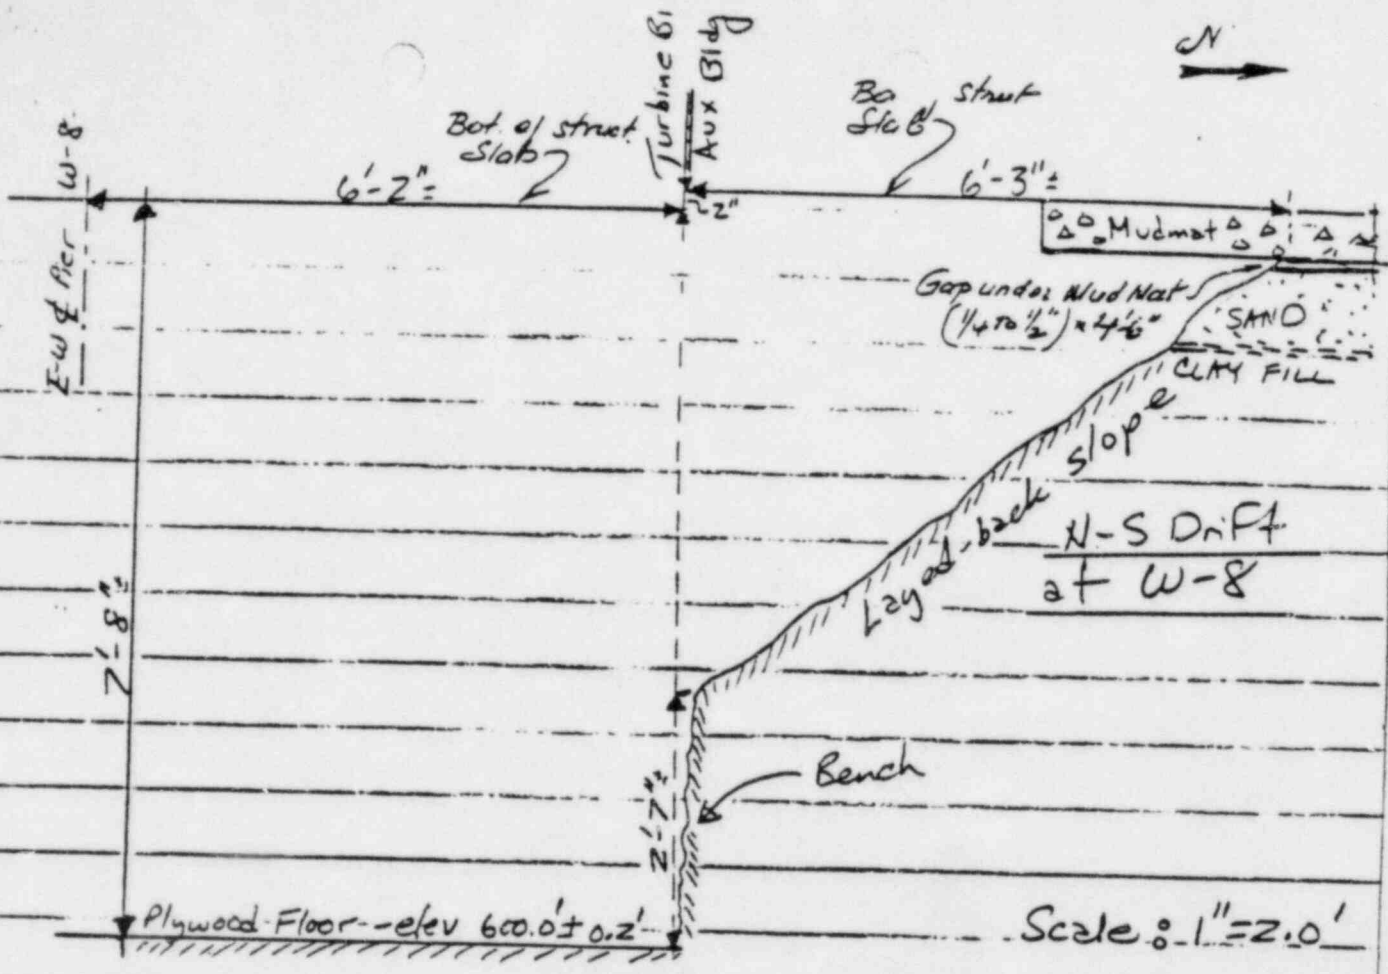 N
Turbine Bl
Aux Bldg
Bot. of struct.
Slab
Bo struct
Slab
E-W ₵ Pier W-8
6'-2"±
6'-3"±
2"
Mudmat
Gap under Mud Mat
(1/4 to 1/2") x 4'-6"
SAND
CLAY FILL
Layed-back slope
N-S Drift
at W-8
7'-8"±
2'-7"±
Bench
Plywood Floor--elev 600.0'± 0.2'
Scale: 1"=2.0'